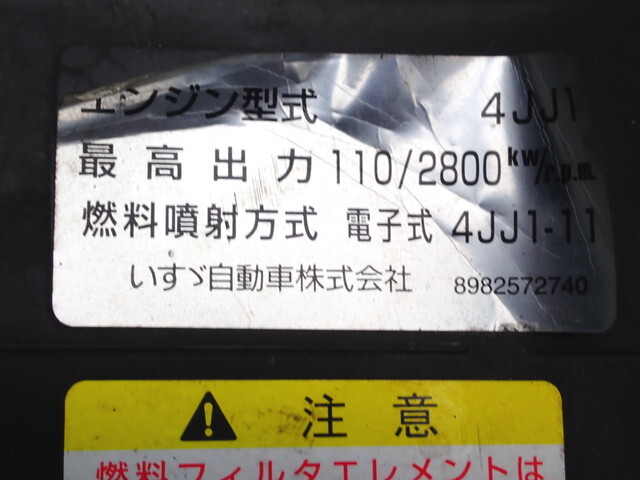 エンジン型式 4JJ1
最高出力 110/2800 kW/r.p.m.
燃料噴射方式 電子式 4JJ1-11
いすゞ自動車株式会社 8982572740
注意
燃料フィルタエレメントは